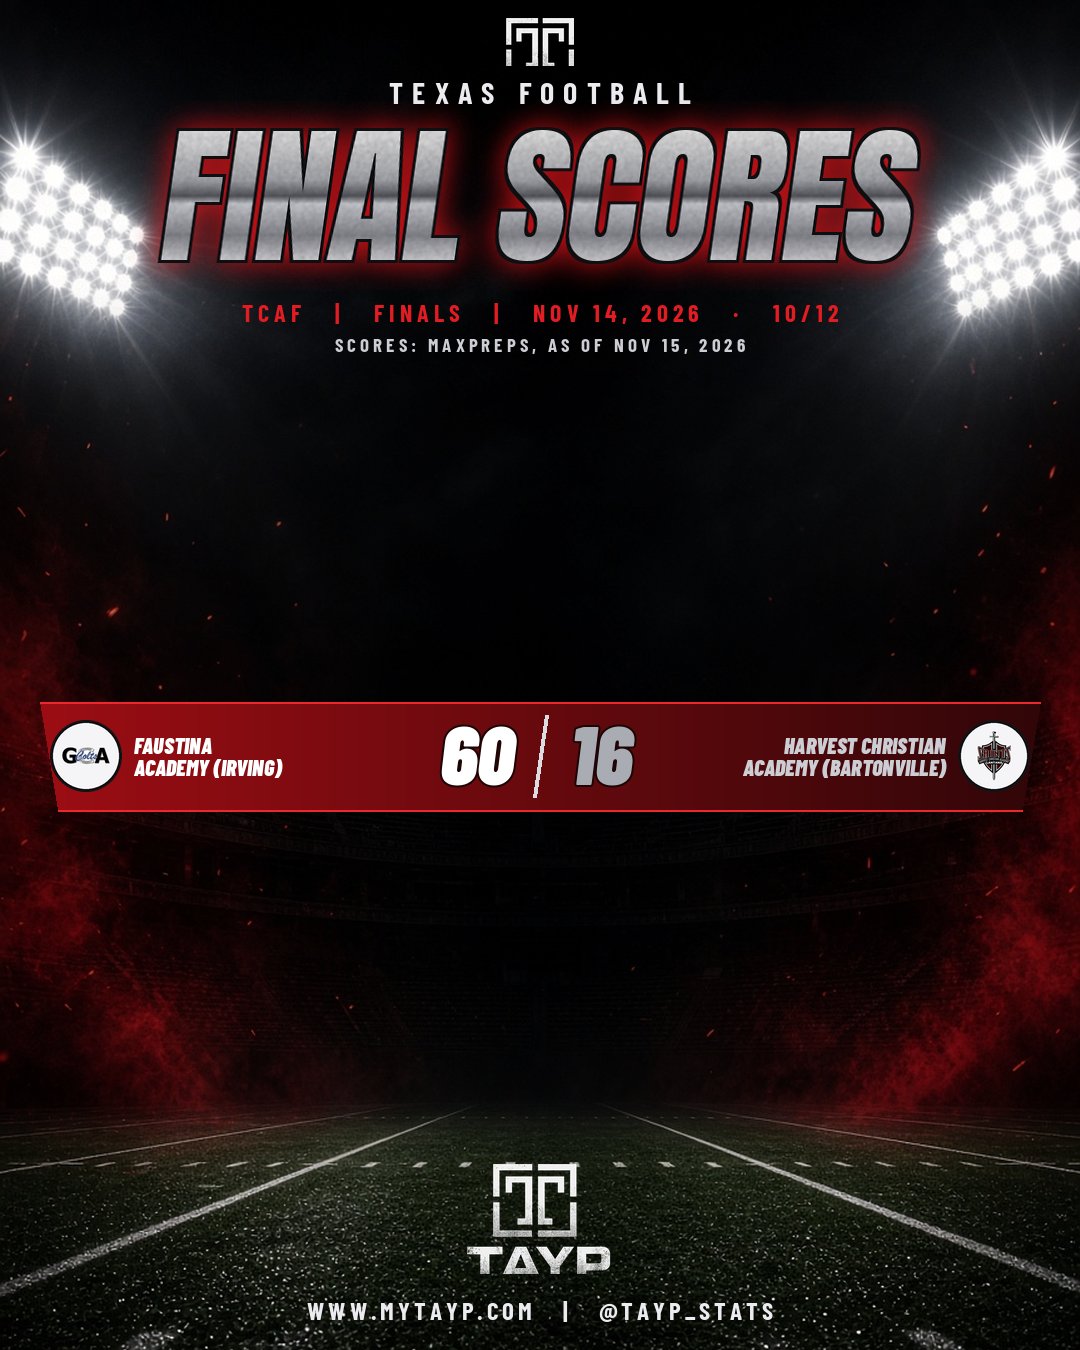 TEXAS FOOTBALL
FINAL SCORES
TCAF | FINALS | NOV 14, 2026 · 10/12
SCORES: MAXPREPS, AS OF NOV 15, 2026
FAUSTINA
ACADEMY (IRVING)
60 / 16
HARVEST CHRISTIAN
ACADEMY (BARTONVILLE)
TAYP
WWW.MYTAYP.COM | @TAYP_STATS